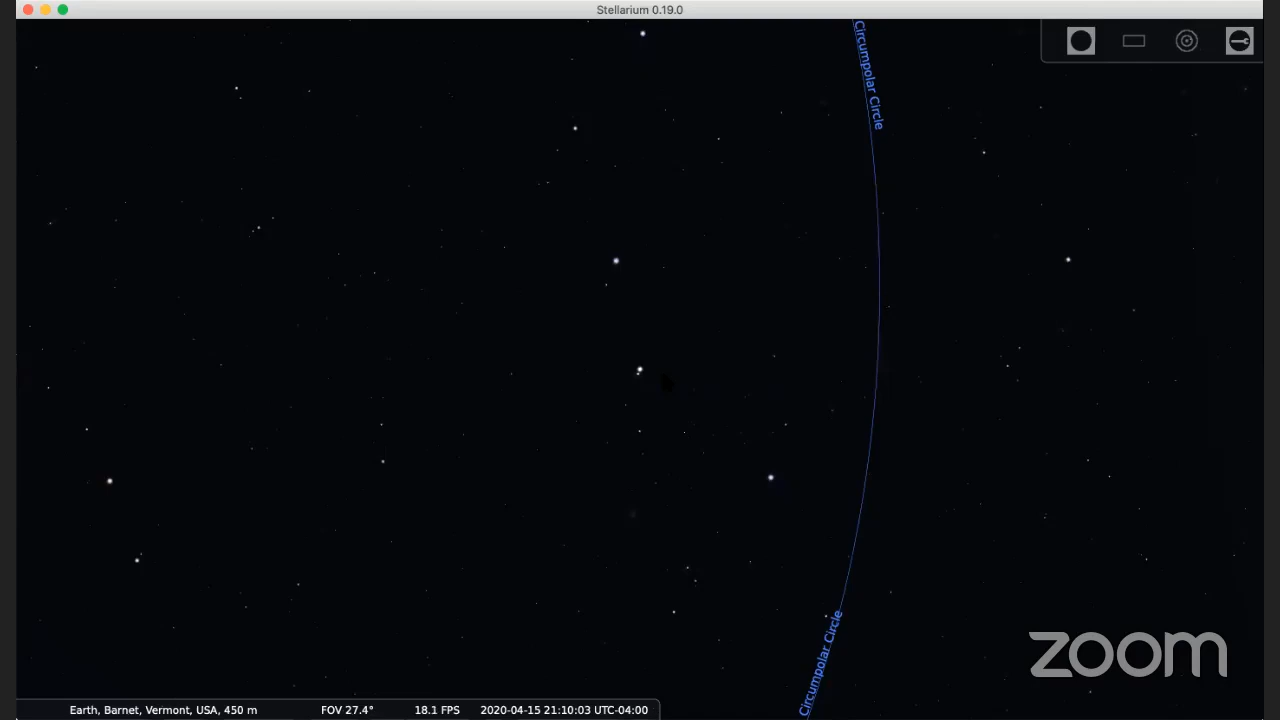 Stellarium 0.19.0
Circumpolar Circle
Circumpolar Circle
zoom
Earth, Barnet, Vermont, USA, 450 m FOV 27.4° 18.1 FPS 2020-04-15 21:10:03 UTC-04:00